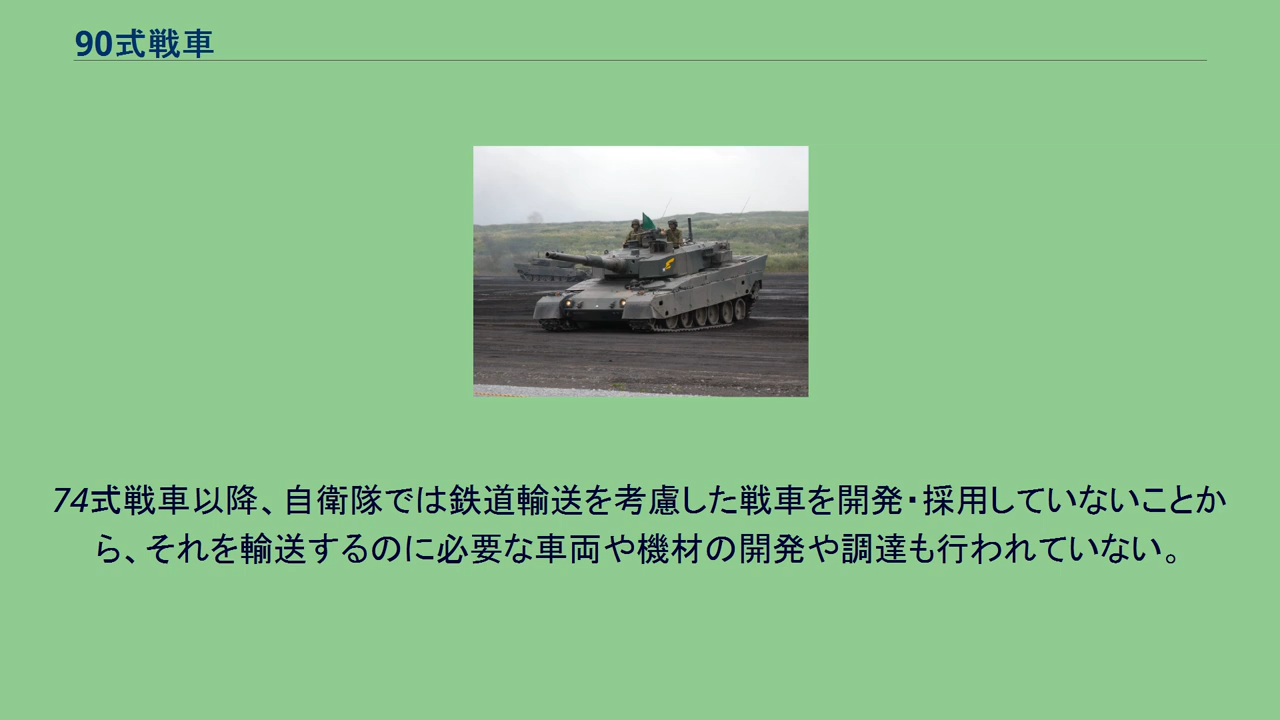 90式戦車
74式戦車以降、自衛隊では鉄道輸送を考慮した戦車を開発・採用していないことか
ら、それを輸送するのに必要な車両や機材の開発や調達も行われていない。